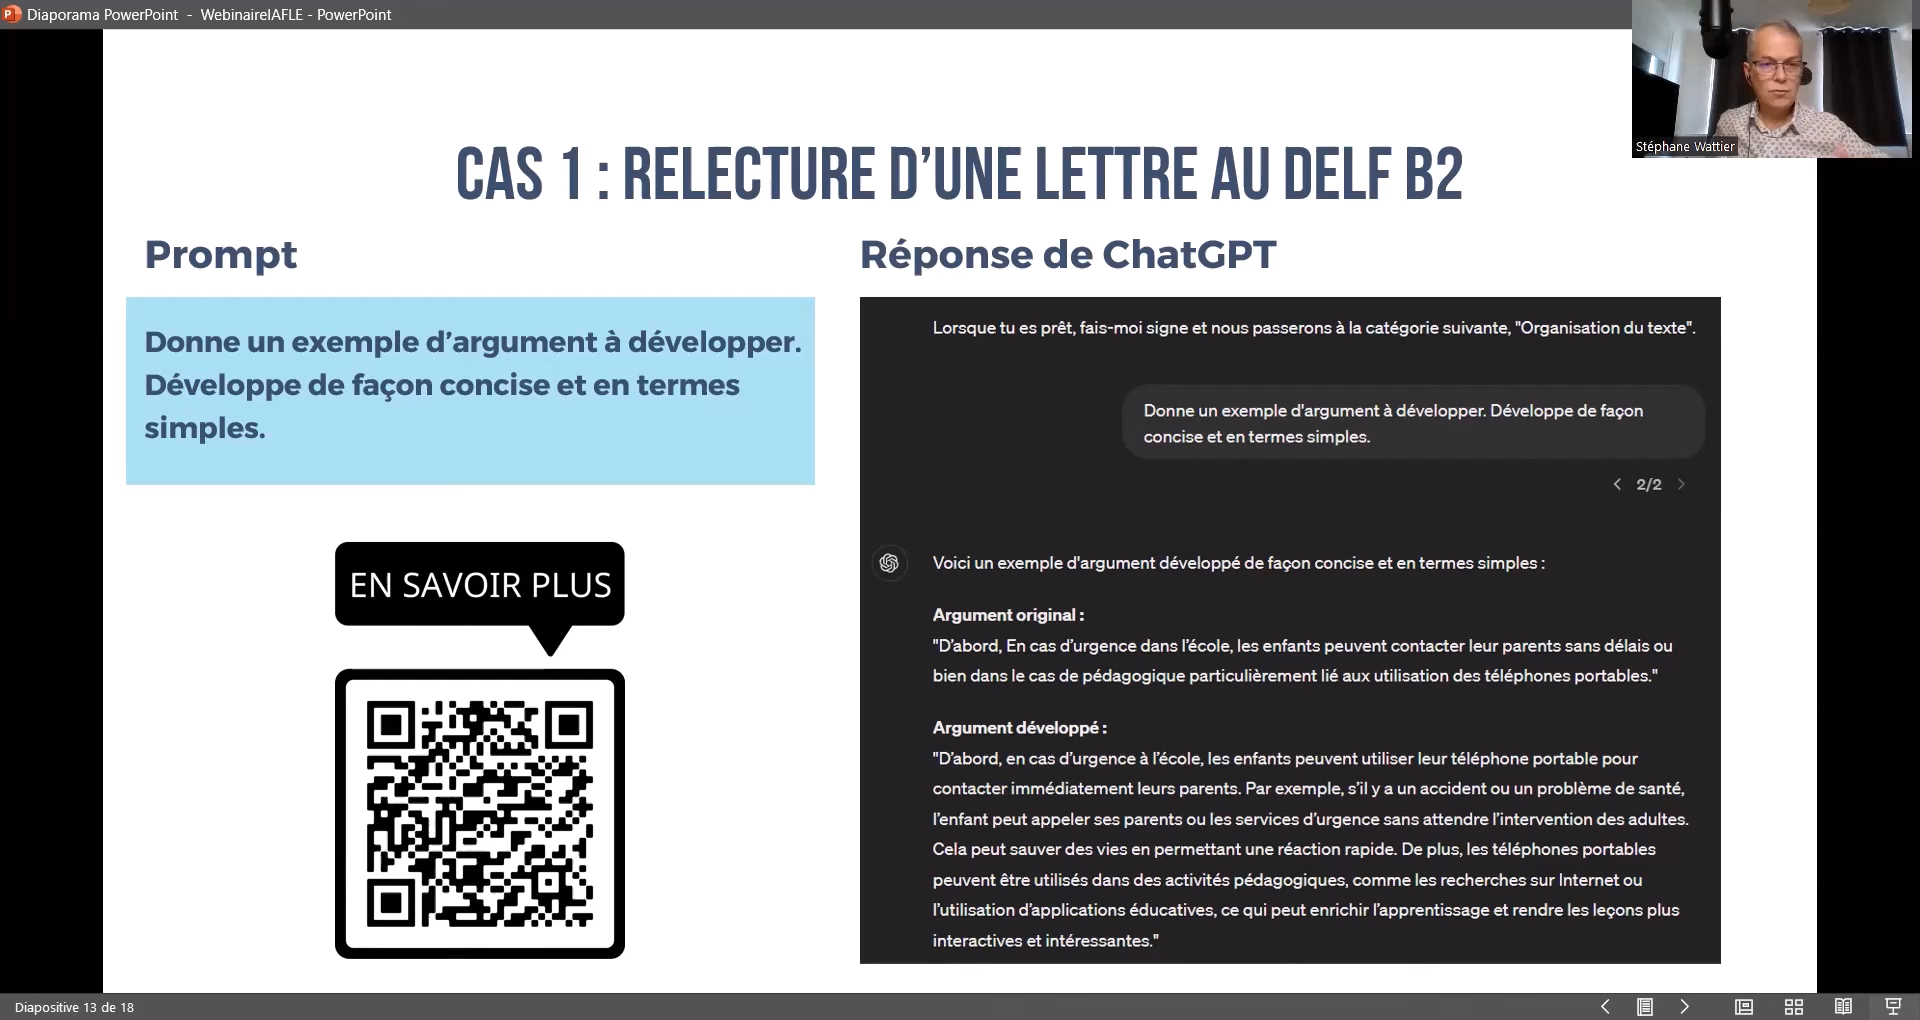 Diaporama PowerPoint - WebinaireIAFLE - PowerPoint
Stéphane Wattier
CAS 1 : RELECTURE D’UNE LETTRE AU DELF B2
Prompt
Donne un exemple d’argument à développer.
Développe de façon concise et en termes
simples.
EN SAVOIR PLUS
Réponse de ChatGPT
Lorsque tu es prêt, fais-moi signe et nous passerons à la catégorie suivante, "Organisation du texte".
Donne un exemple d'argument à développer. Développe de façon
concise et en termes simples.
2/2
Voici un exemple d'argument développé de façon concise et en termes simples :
Argument original :
"D’abord, En cas d’urgence dans l’école, les enfants peuvent contacter leur parents sans délais ou
bien dans le cas de pédagogique particulièrement lié aux utilisation des téléphones portables."
Argument développé :
"D’abord, en cas d’urgence à l’école, les enfants peuvent utiliser leur téléphone portable pour
contacter immédiatement leurs parents. Par exemple, s’il y a un accident ou un problème de santé,
l’enfant peut appeler ses parents ou les services d’urgence sans attendre l’intervention des adultes.
Cela peut sauver des vies en permettant une réaction rapide. De plus, les téléphones portables
peuvent être utilisés dans des activités pédagogiques, comme les recherches sur Internet ou
l’utilisation d’applications éducatives, ce qui peut enrichir l’apprentissage et rendre les leçons plus
interactives et intéressantes."
Diapositive 13 de 18